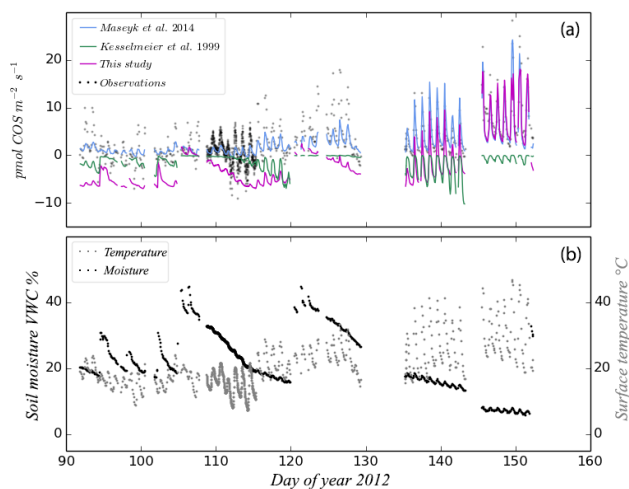 (a)
Maseyk et al. 2014
Kesselmeier et al. 1999
This study
Observations
30
20
10
0
−10
pmol COS m⁻² s⁻¹
(b)
Temperature
Moisture
40
20
0
Soil moisture VWC %
40
20
0
Surface temperature °C
90 100 110 120 130 140 150 160
Day of year 2012